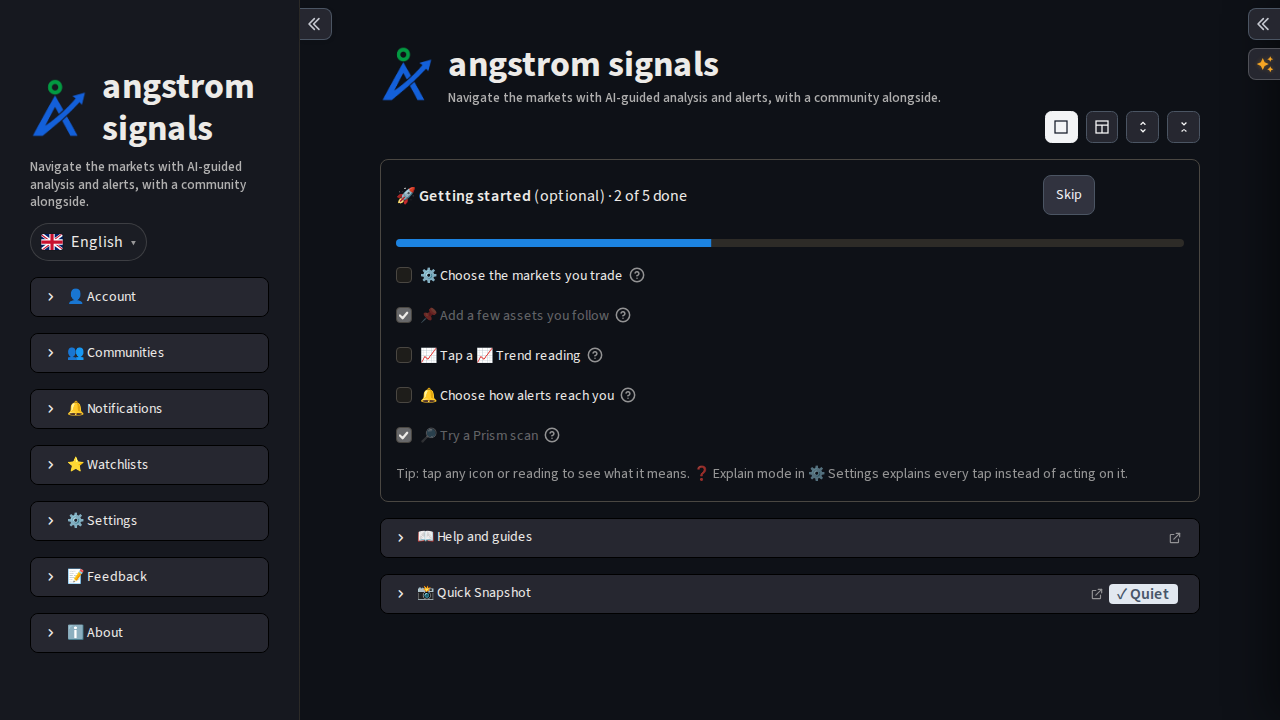 angstrom
signals
Navigate the markets with AI-guided
analysis and alerts, with a community
alongside.
English
Account
Communities
Notifications
Watchlists
Settings
Feedback
About
angstrom signals
Navigate the markets with AI-guided analysis and alerts, with a community alongside.
🚀 Getting started (optional) · 2 of 5 done
Skip
⚙️ Choose the markets you trade
📌 Add a few assets you follow
📈 Tap a 📈 Trend reading
🔔 Choose how alerts reach you
🔎 Try a Prism scan
Tip: tap any icon or reading to see what it means. ❓ Explain mode in ⚙️ Settings explains every tap instead of acting on it.
📖 Help and guides
📸 Quick Snapshot
✓ Quiet